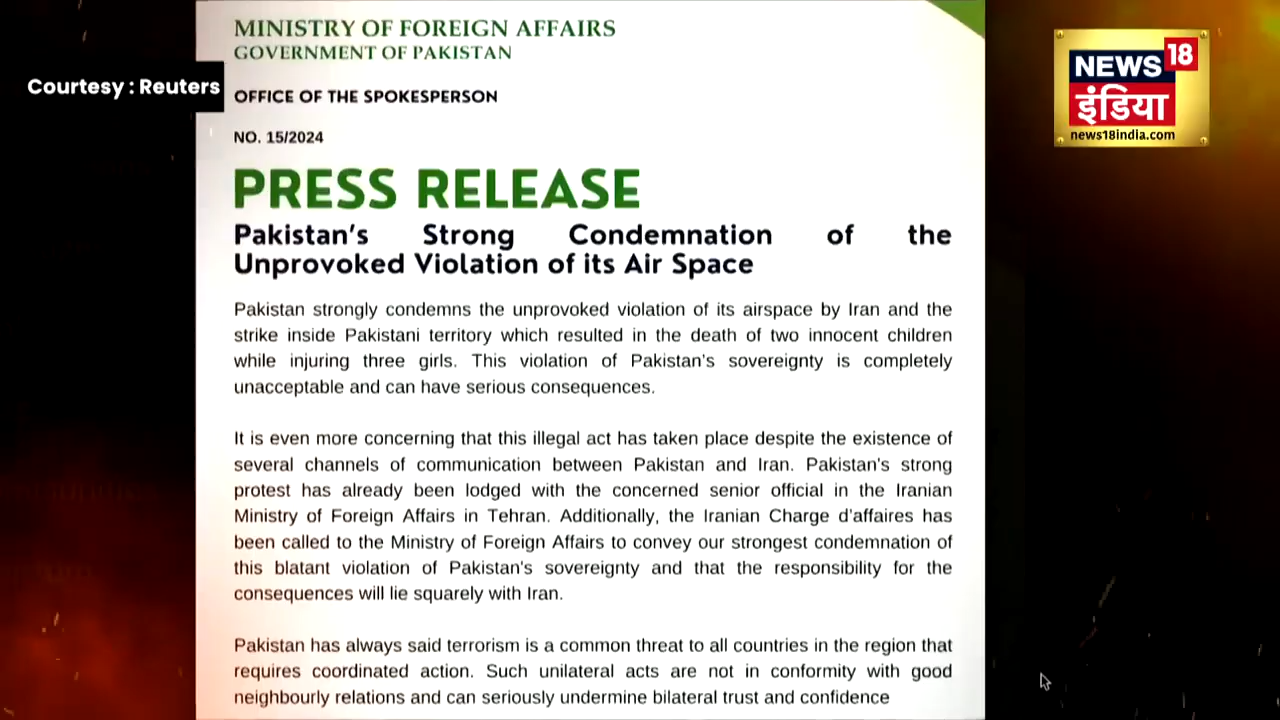 MINISTRY OF FOREIGN AFFAIRS
GOVERNMENT OF PAKISTAN
Courtesy : Reuters
OFFICE OF THE SPOKESPERSON
NO. 15/2024
PRESS RELEASE
Pakistan's Strong Condemnation of the
Unprovoked Violation of its Air Space
Pakistan strongly condemns the unprovoked violation of its airspace by Iran and the
strike inside Pakistani territory which resulted in the death of two innocent children
while injuring three girls. This violation of Pakistan's sovereignty is completely
unacceptable and can have serious consequences.
It is even more concerning that this illegal act has taken place despite the existence of
several channels of communication between Pakistan and Iran. Pakistan's strong
protest has already been lodged with the concerned senior official in the Iranian
Ministry of Foreign Affairs in Tehran. Additionally, the Iranian Charge d'affaires has
been called to the Ministry of Foreign Affairs to convey our strongest condemnation of
this blatant violation of Pakistan's sovereignty and that the responsibility for the
consequences will lie squarely with Iran.
Pakistan has always said terrorism is a common threat to all countries in the region that
requires coordinated action. Such unilateral acts are not in conformity with good
neighbourly relations and can seriously undermine bilateral trust and confidence
NEWS 18
इंडिया
news18india.com